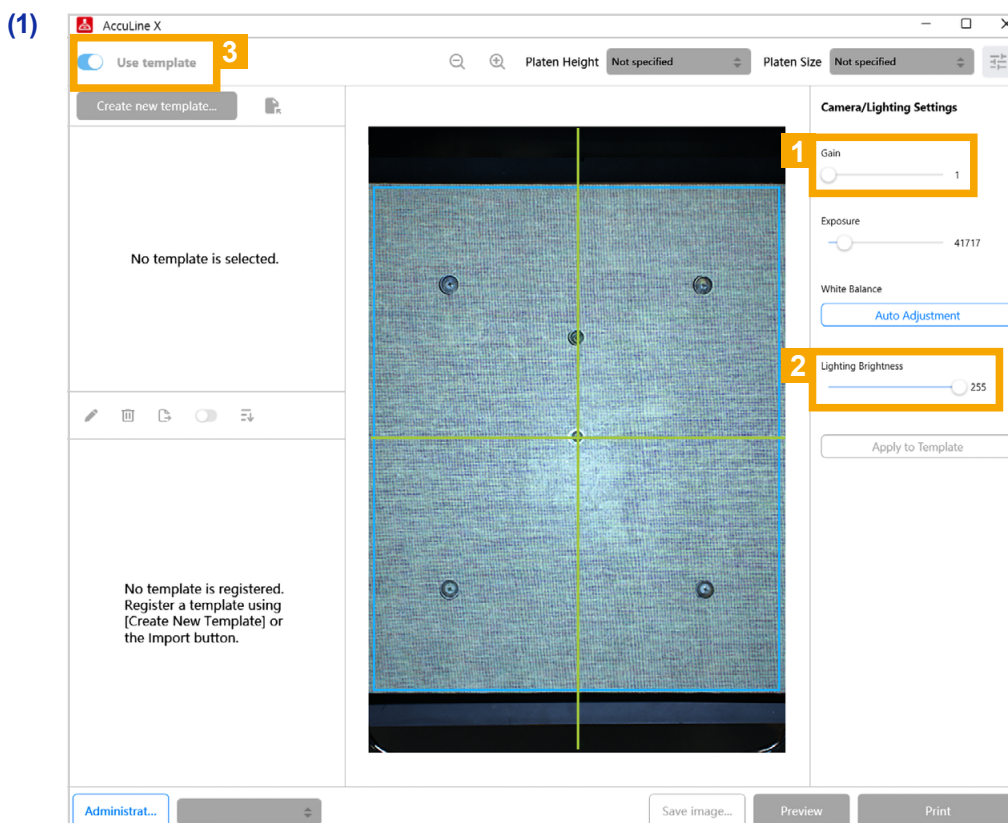 (1)
AccuLine X
Use template
3
Platen Height
Not specified
Platen Size
Not specified
Create new template...
Camera/Lighting Settings
1
Gain
1
No template is selected.
Exposure
41717
White Balance
Auto Adjustment
2
Lighting Brightness
255
Apply to Template
No template is registered.
Register a template using
[Create New Template] or
the Import button.
Administrat...
Save image...
Preview
Print